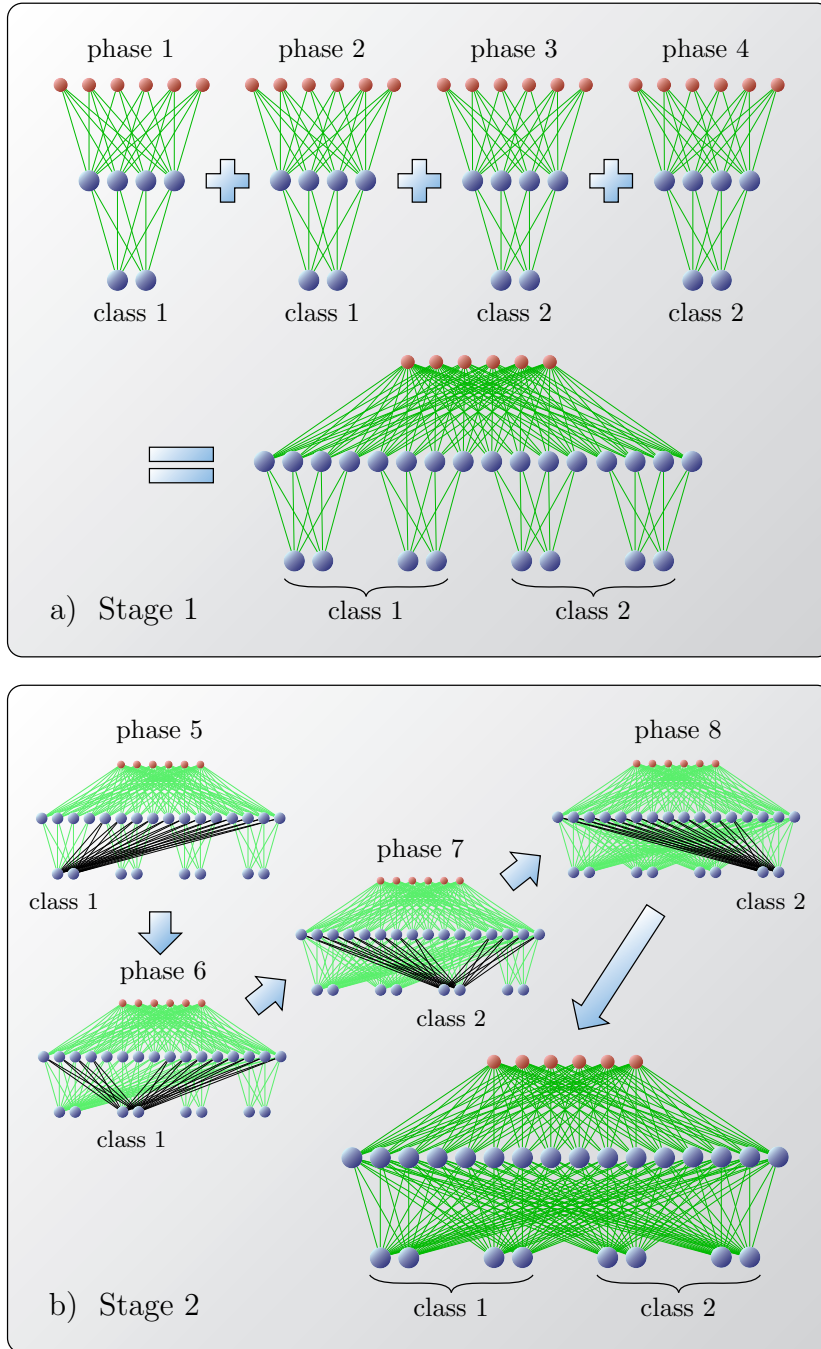 phase 1 phase 2 phase 3 phase 4
class 1 class 1 class 2 class 2
class 1 class 2
a) Stage 1
phase 5 phase 8
phase 7
class 1 class 2
phase 6
class 2
class 1
class 1 class 2
b) Stage 2